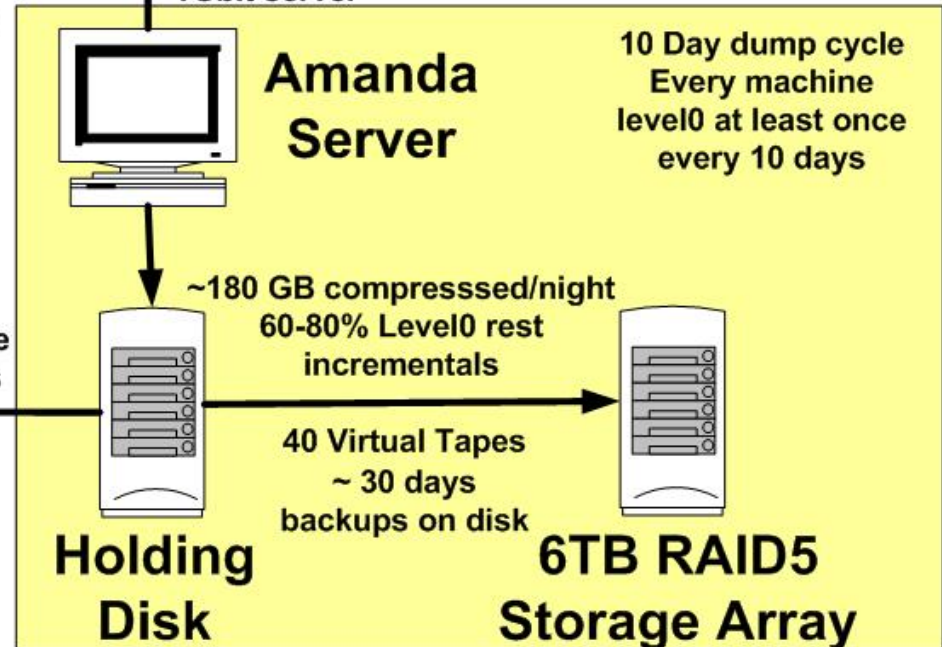 Amanda
Server
10 Day dump cycle
Every machine
level0 at least once
every 10 days
~180 GB compresssed/night
60-80% Level0 rest
incrementals
40 Virtual Tapes
~ 30 days
backups on disk
Holding
Disk
6TB RAID5
Storage Array